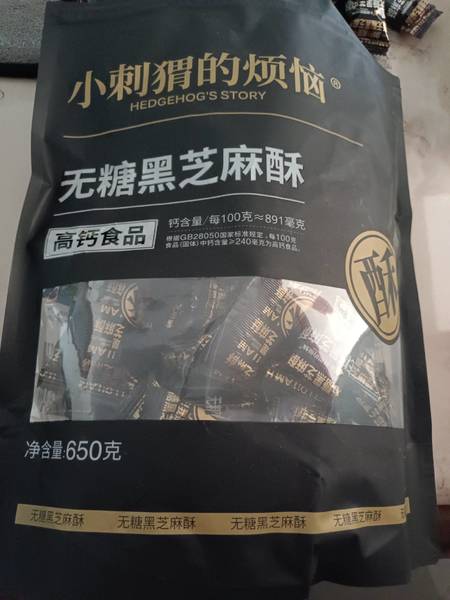 小刺猬的烦恼®
HEDGEHOG'S STORY
无糖黑芝麻酥
高钙食品
钙含量/每100克≈891毫克
根据GB28050国家标准规定,每100克
食品(固体)中钙含量≥240毫克为高钙食品。
酥
净含量:650克
无糖黑芝麻酥 无糖黑芝麻酥 无糖黑芝麻酥 无糖黑芝麻酥